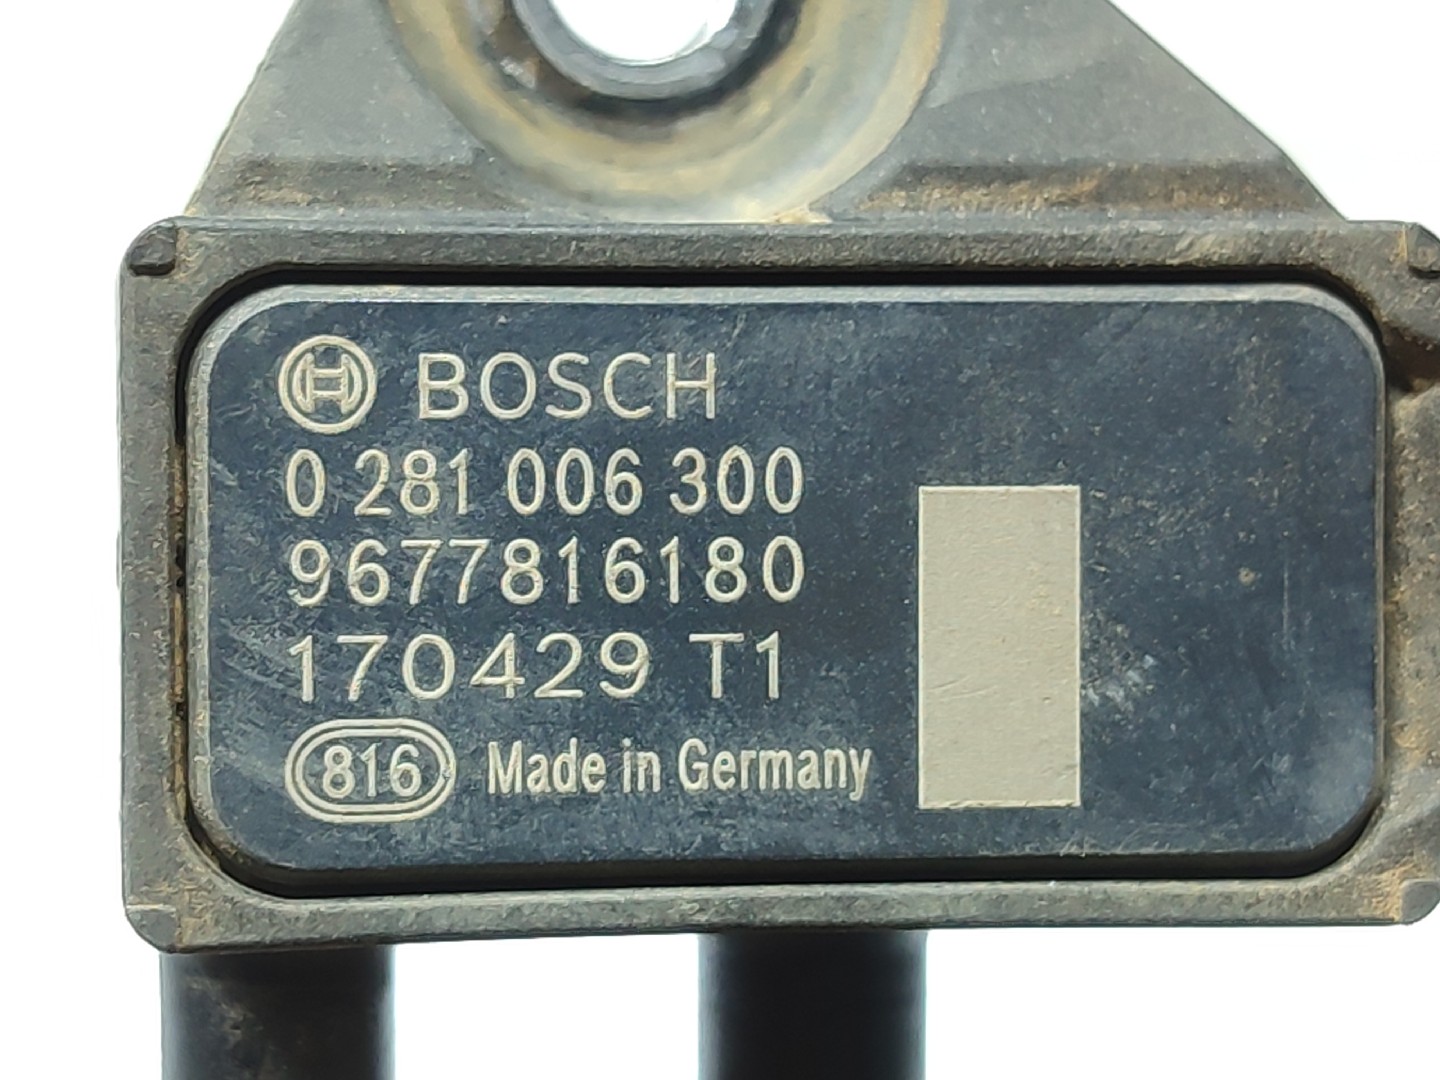 BOSCH
0 281 006 300
9677816180
170429 T1
816 Made in Germany